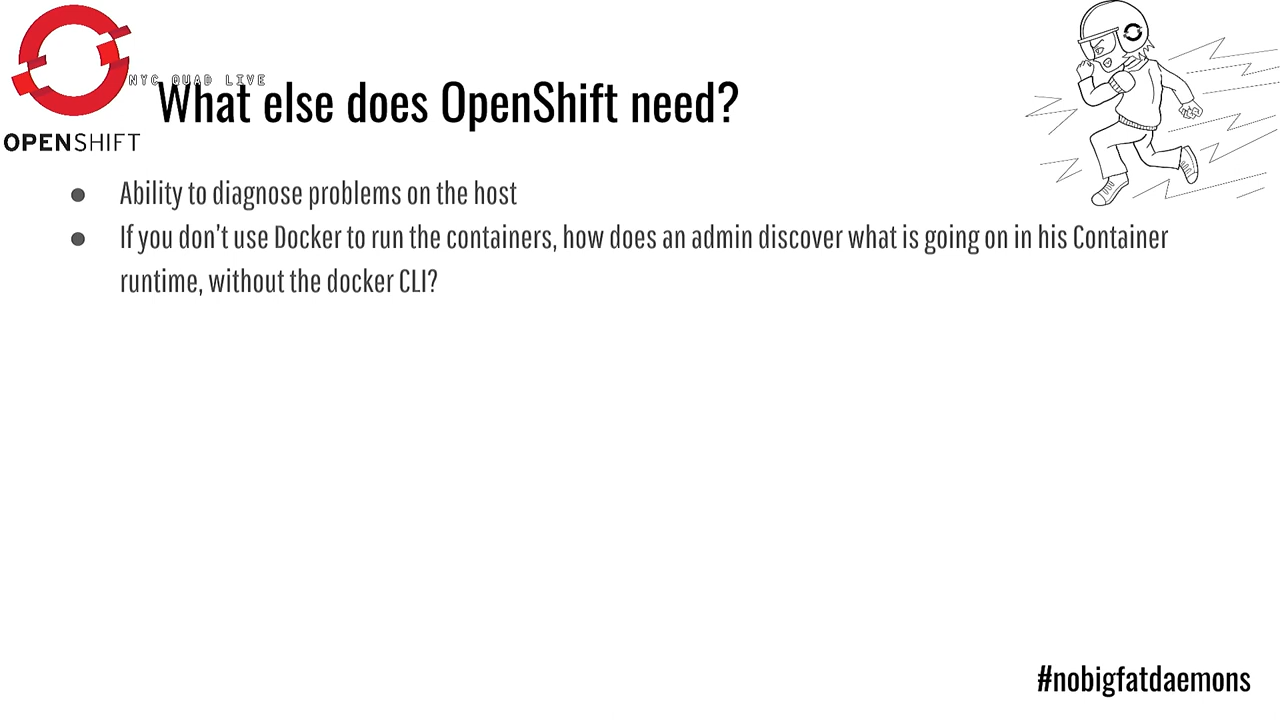 NYC QUAD LIVE
What else does OpenShift need?
OPENSHIFT
● Ability to diagnose problems on the host
● If you don’t use Docker to run the containers, how does an admin discover what is going on in his Container
runtime, without the docker CLI?
#nobigfatdaemons